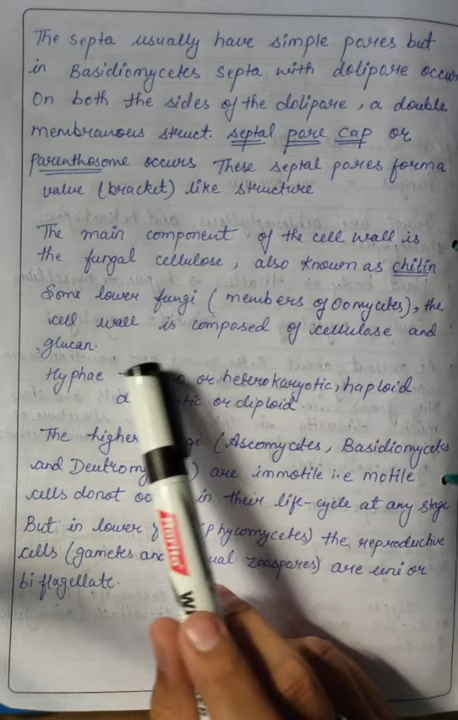 The septa usually have simple pores but
in Basidiomycetes septa with dolipore occur
On both the sides of the dolipore, a double
membranous struct. septal pore cap or
parenthosome occurs These septal pores forma
value (bracket) like structure
The main component of the cell wall is
the fungal cellulose, also known as chitin
Some lower fungi (members of Oomycetes), the
cell wall is composed of cellulose and
glucan.
Hyphae or heterokaryotic, haploid
or diploid.
The higher (Ascomycetes, Basidiomycetes
and are immotile i.e motile
cells donot in their life-cycle at any stage
But in lower the reproductive
cells (gametes zoospores) are uni or
biflagellate.